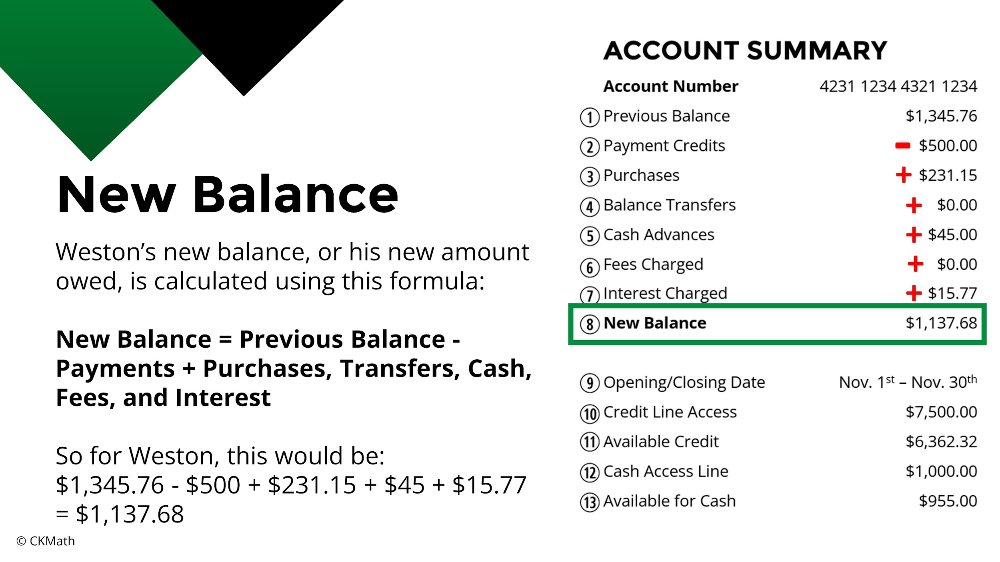 New Balance
Weston’s new balance, or his new amount
owed, is calculated using this formula:
New Balance = Previous Balance -
Payments + Purchases, Transfers, Cash,
Fees, and Interest
So for Weston, this would be:
$1,345.76 - $500 + $231.15 + $45 + $15.77
= $1,137.68
© CKMath
ACCOUNT SUMMARY
Account Number 4231 1234 4321 1234
① Previous Balance $1,345.76
② Payment Credits - $500.00
③ Purchases + $231.15
④ Balance Transfers + $0.00
⑤ Cash Advances + $45.00
⑥ Fees Charged + $0.00
⑦ Interest Charged + $15.77
⑧ New Balance $1,137.68
⑨ Opening/Closing Date Nov. 1st – Nov. 30th
⑩ Credit Line Access $7,500.00
⑪ Available Credit $6,362.32
⑫ Cash Access Line $1,000.00
⑬ Available for Cash $955.00